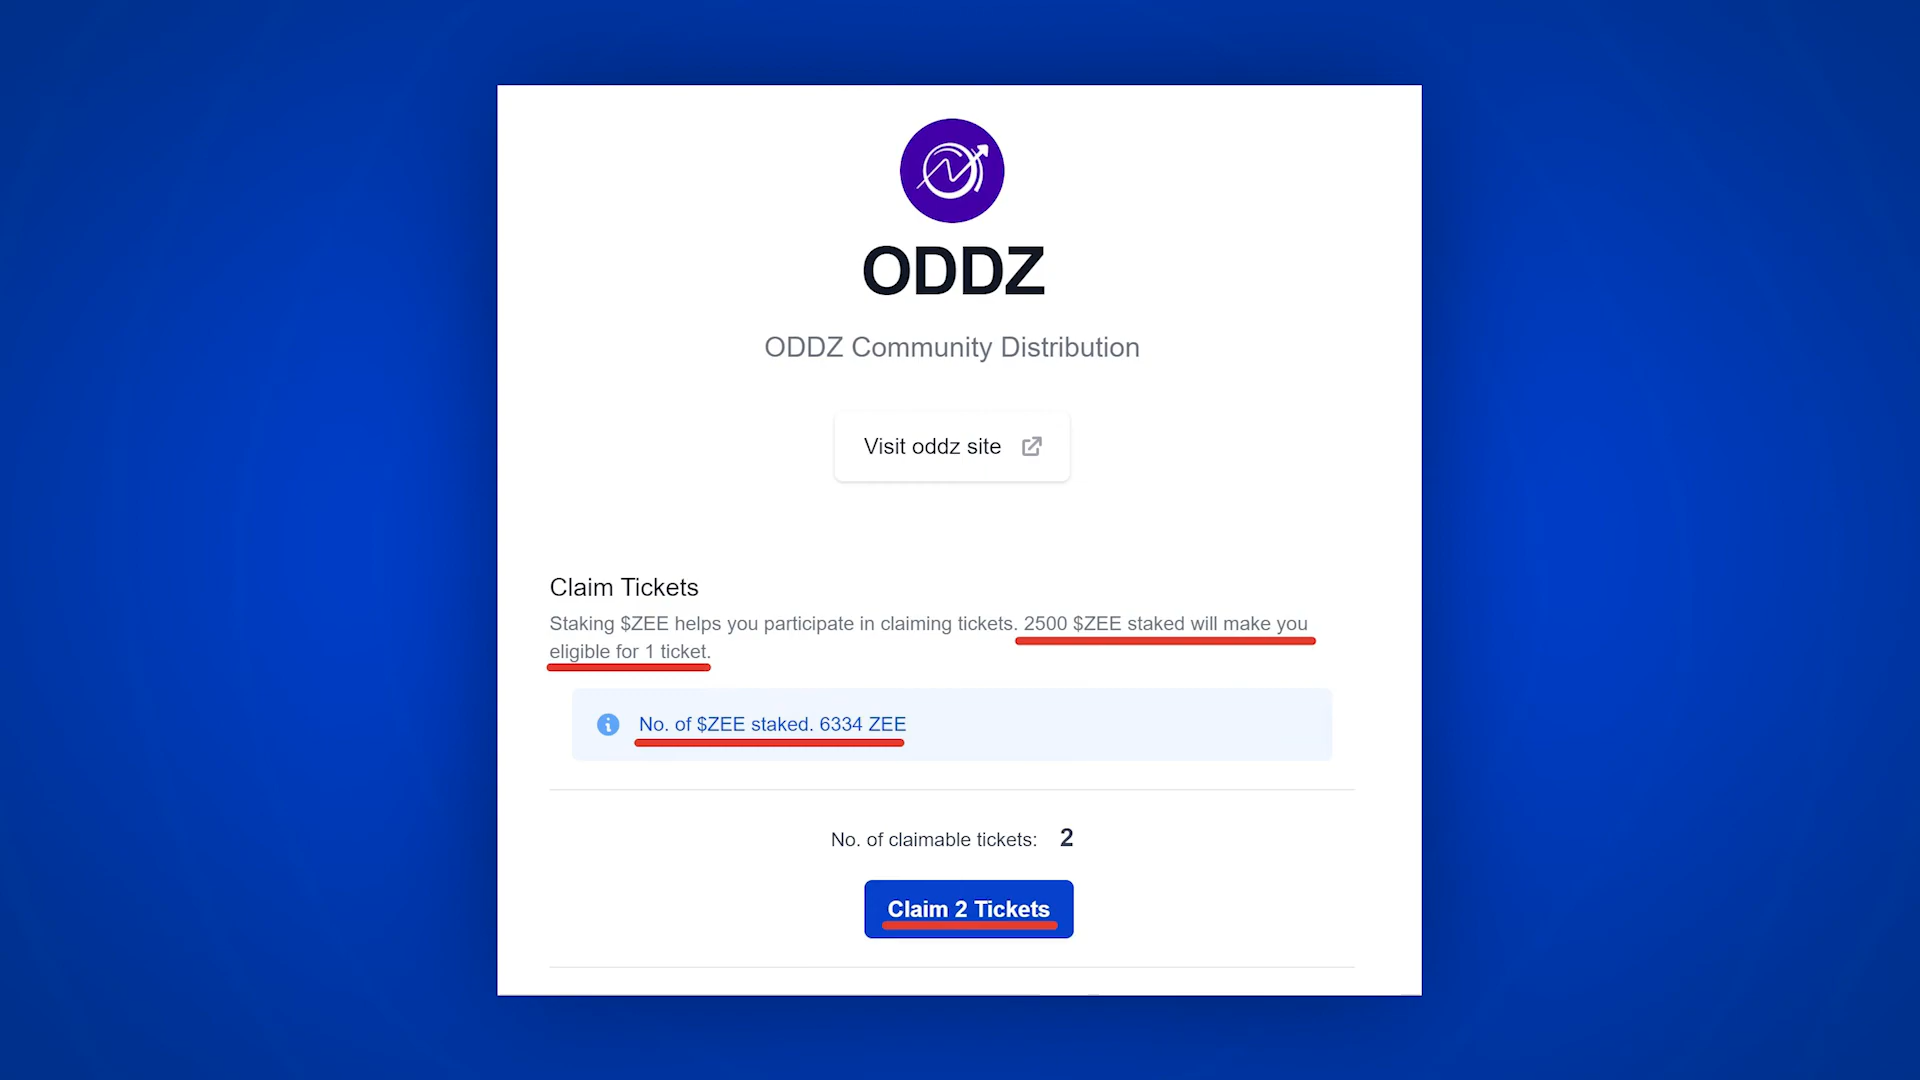 ODDZ
ODDZ Community Distribution
Visit oddz site
Claim Tickets
Staking $ZEE helps you participate in claiming tickets. 2500 $ZEE staked will make you
eligible for 1 ticket.
No. of $ZEE staked. 6334 ZEE
No. of claimable tickets: 2
Claim 2 Tickets